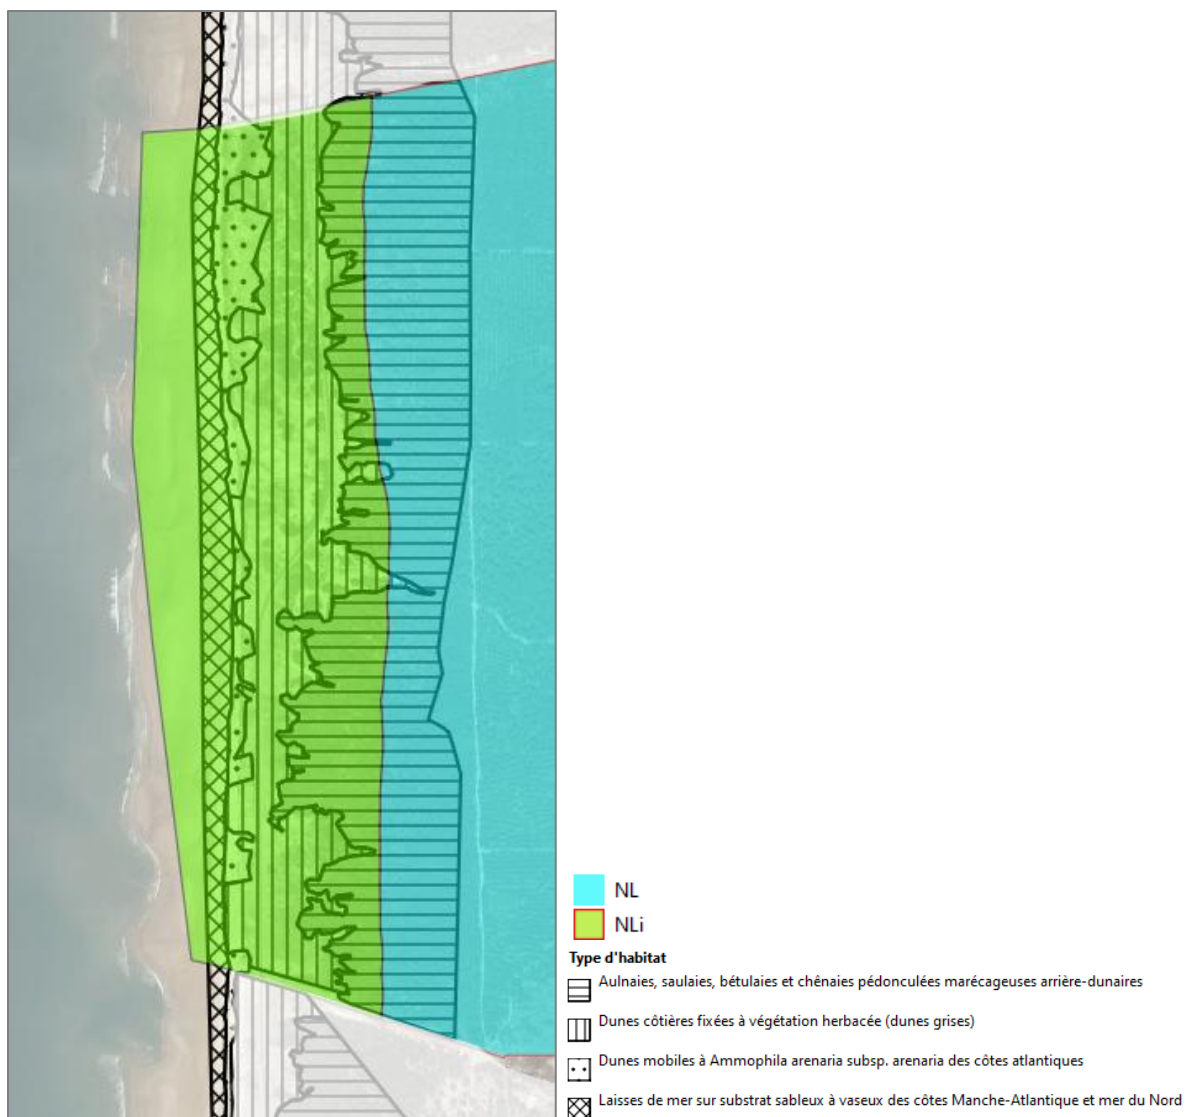 NL
NLi
Type d'habitat
Aulnaies, saulaies, bétulaies et chênaies pédonculées marécageuses arrière-dunaires
Dunes côtières fixées à végétation herbacée (dunes grises)
Dunes mobiles à Ammophila arenaria subsp. arenaria des côtes atlantiques
Laisses de mer sur substrat sableux à vaseux des côtes Manche-Atlantique et mer du Nord